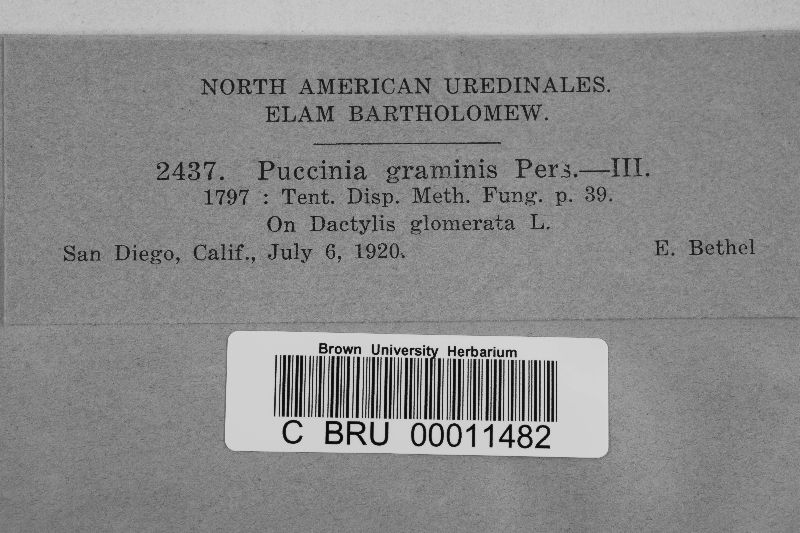 NORTH AMERICAN UREDINALES.
ELAM BARTHOLOMEW.
2437. Puccinia graminis Pers.—III.
1797 : Tent. Disp. Meth. Fung. p. 39.
On Dactylis glomerata L.
San Diego, Calif., July 6, 1920. E. Bethel
Brown University Herbarium
C BRU 00011482